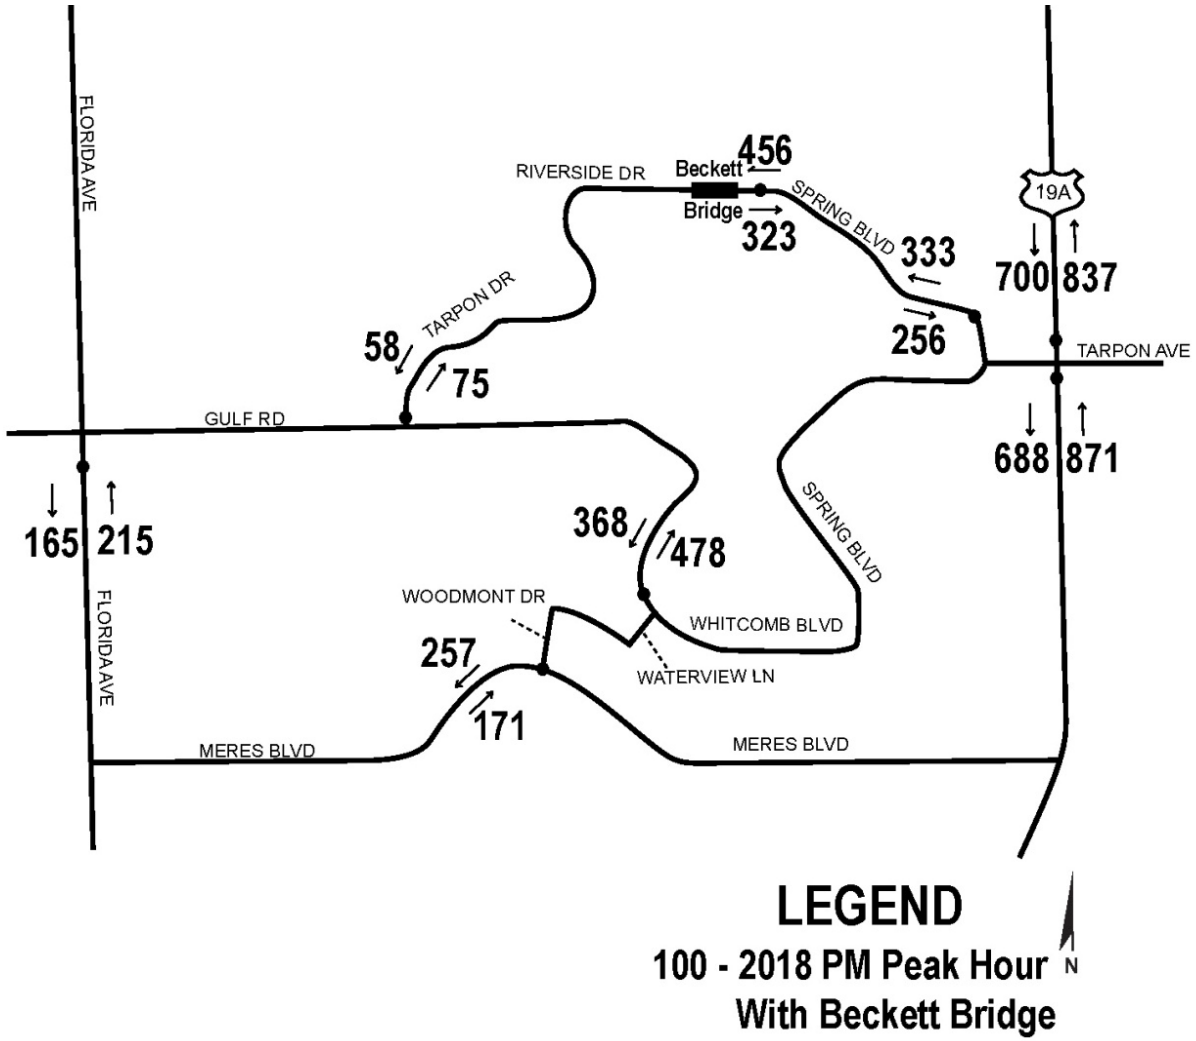 FLORIDA AVE
RIVERSIDE DR
Beckett
Bridge
456
323
SPRING BLVD
19A
333
256
700
837
TARPON DR
58
75
TARPON AVE
GULF RD
688
871
165
215
368
478
SPRING BLVD
FLORIDA AVE
WOODMONT DR
WHITCOMB BLVD
257
171
WATERVIEW LN
MERES BLVD
MERES BLVD
LEGEND
100 - 2018 PM Peak Hour
With Beckett Bridge
N